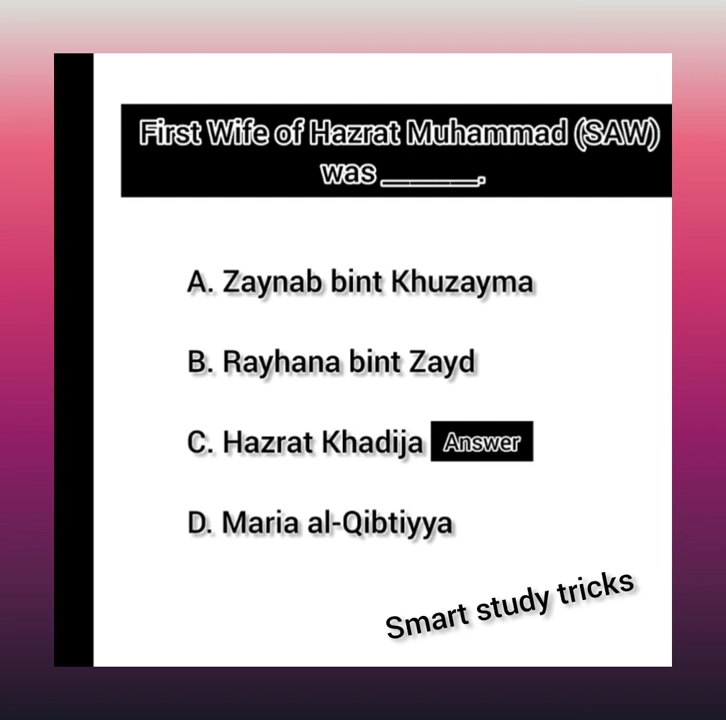 First Wife of Hazrat Muhammad (SAW)
was _______.
A. Zaynab bint Khuzayma
B. Rayhana bint Zayd
C. Hazrat Khadija Answer
D. Maria al-Qibtiyya
Smart study tricks